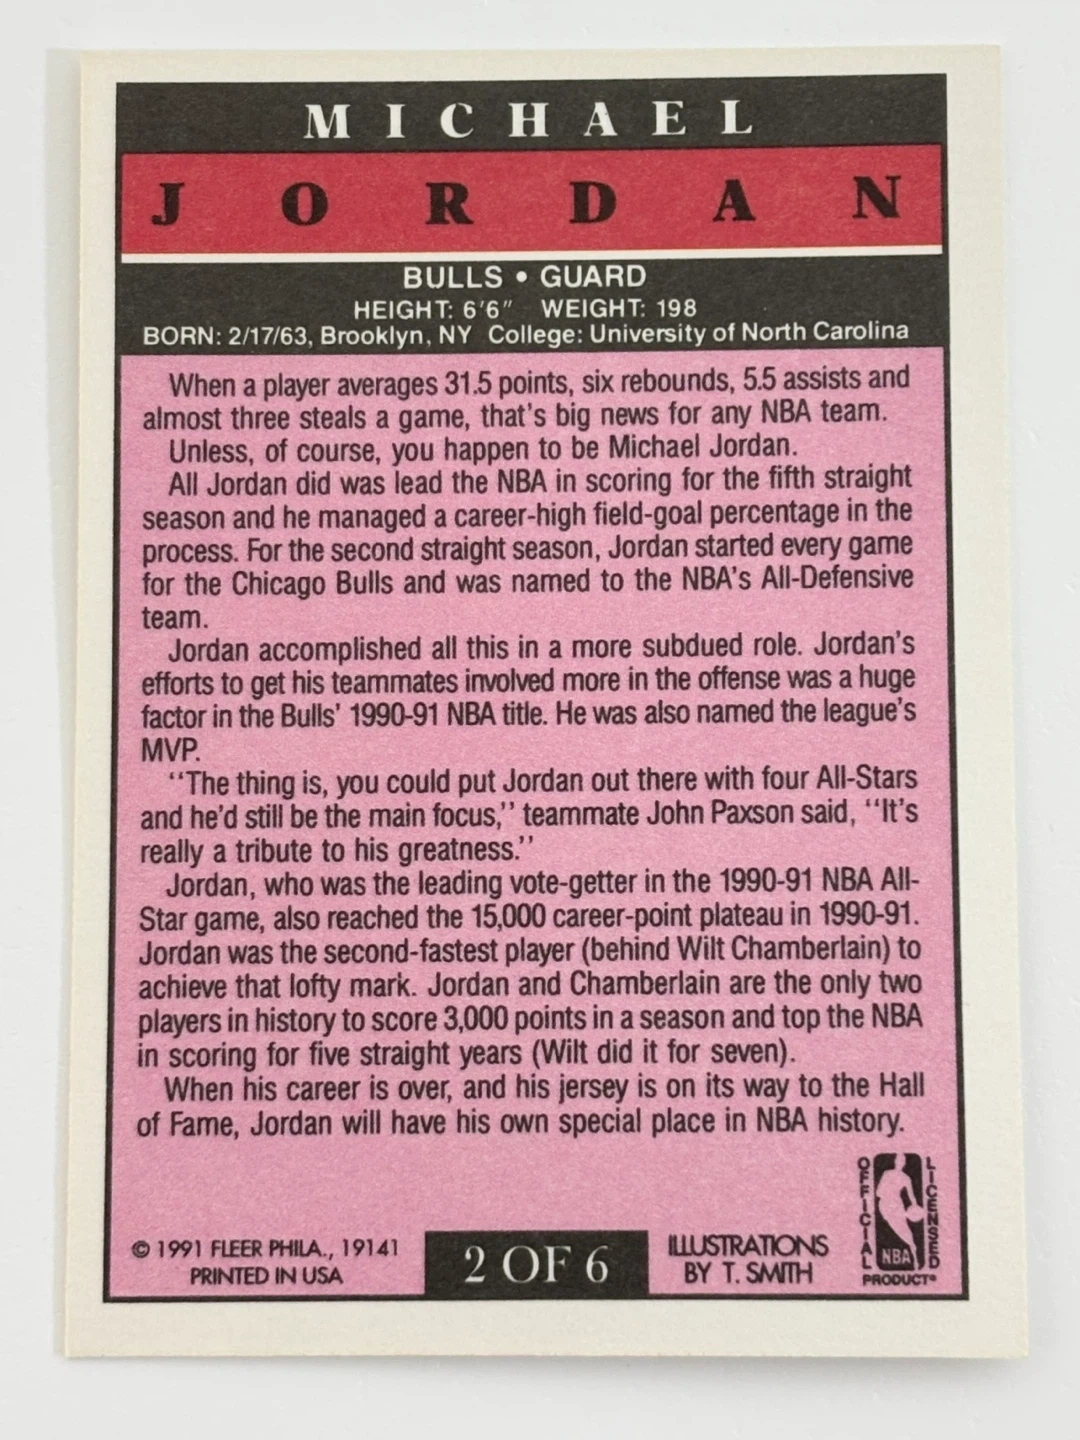 MICHAEL
JORDAN
BULLS • GUARD
HEIGHT: 6'6" WEIGHT: 198
BORN: 2/17/63, Brooklyn, NY College: University of North Carolina
When a player averages 31.5 points, six rebounds, 5.5 assists and
almost three steals a game, that's big news for any NBA team.
Unless, of course, you happen to be Michael Jordan.
All Jordan did was lead the NBA in scoring for the fifth straight
season and he managed a career-high field-goal percentage in the
process. For the second straight season, Jordan started every game
for the Chicago Bulls and was named to the NBA's All-Defensive
team.
Jordan accomplished all this in a more subdued role. Jordan's
efforts to get his teammates involved more in the offense was a huge
factor in the Bulls' 1990-91 NBA title. He was also named the league's
MVP.
"The thing is, you could put Jordan out there with four All-Stars
and he'd still be the main focus," teammate John Paxson said, "It's
really a tribute to his greatness."
Jordan, who was the leading vote-getter in the 1990-91 NBA All-
Star game, also reached the 15,000 career-point plateau in 1990-91.
Jordan was the second-fastest player (behind Wilt Chamberlain) to
achieve that lofty mark. Jordan and Chamberlain are the only two
players in history to score 3,000 points in a season and top the NBA
in scoring for five straight years (Wilt did it for seven).
When his career is over, and his jersey is on its way to the Hall
of Fame, Jordan will have his own special place in NBA history.
© 1991 FLEER PHILA., 19141
PRINTED IN USA
2 OF 6
ILLUSTRATIONS
BY T. SMITH
OFFICIAL
NBA
LICENSED
PRODUCT®